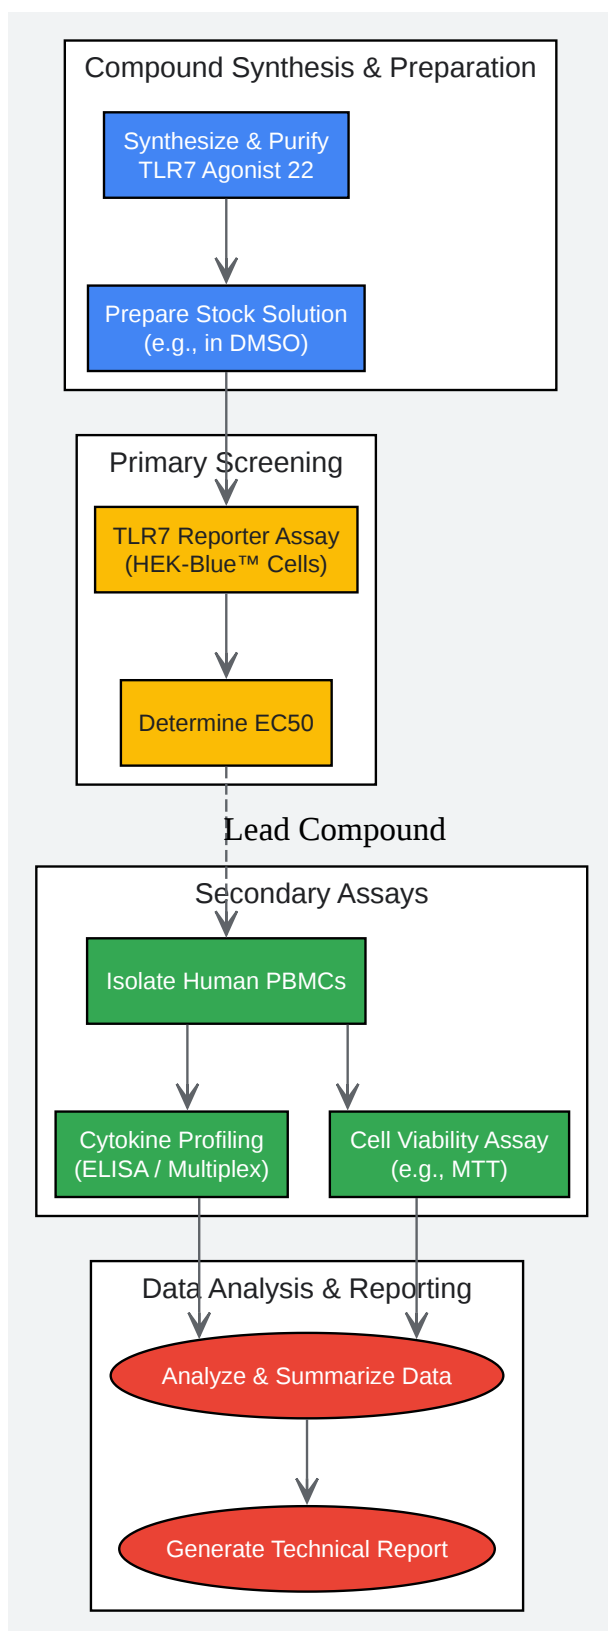 Compound Synthesis & Preparation
Synthesize & Purify
TLR7 Agonist 22
Prepare Stock Solution
(e.g., in DMSO)
Primary Screening
TLR7 Reporter Assay
(HEK-Blue™ Cells)
Determine EC50
Lead Compound
Secondary Assays
Isolate Human PBMCs
Cytokine Profiling
(ELISA / Multiplex)
Cell Viability Assay
(e.g., MTT)
Data Analysis & Reporting
Analyze & Summarize Data
Generate Technical Report